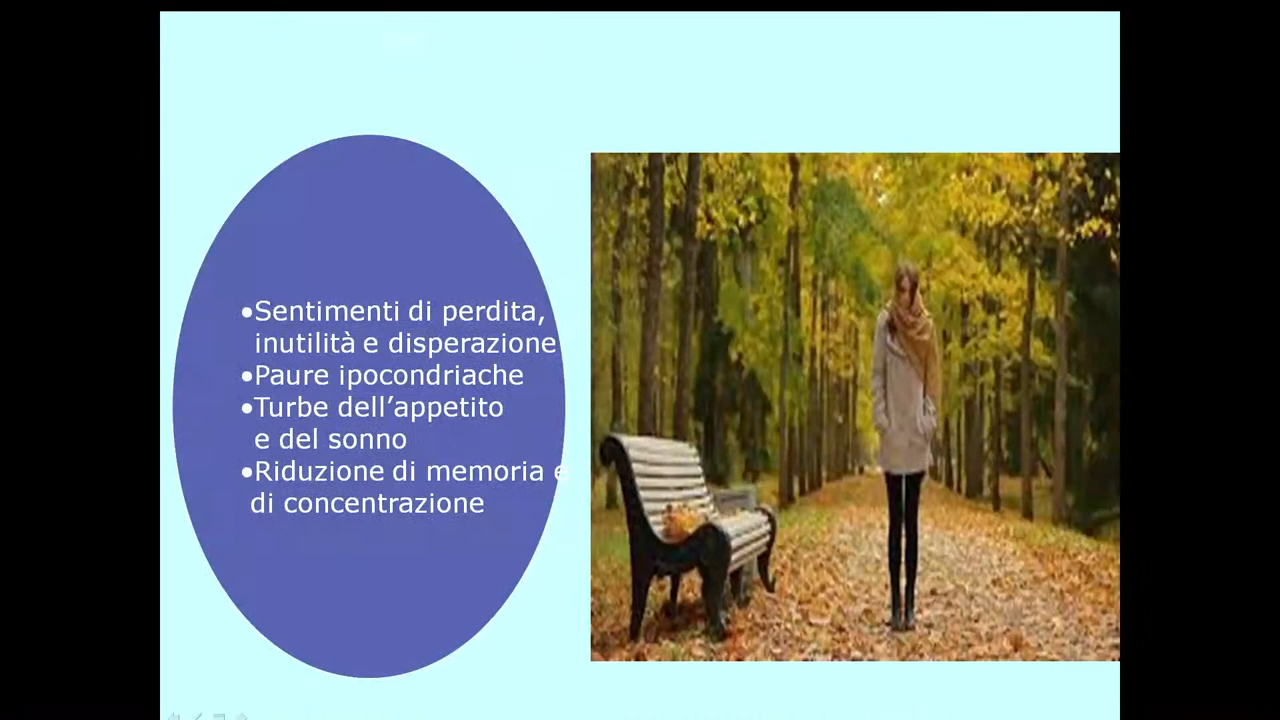 •Sentimenti di perdita,
inutilità e disperazione
•Paure ipocondriache
•Turbe dell’appetito
e del sonno
•Riduzione di memoria e
di concentrazione